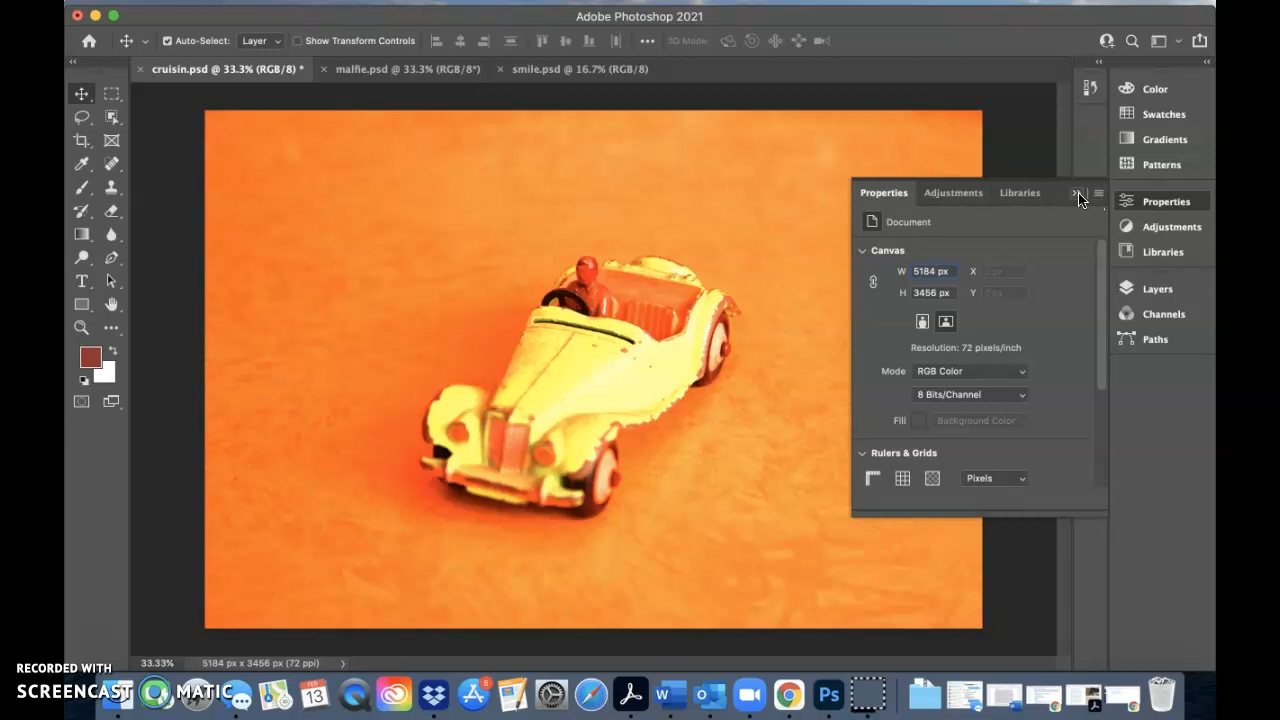 Adobe Photoshop 2021
Auto-Select: Layer Show Transform Controls 3D Mode:
cruisin.psd @ 33.3% (RGB/8) * malfie.psd @ 33.3% (RGB/8*) smile.psd @ 16.7% (RGB/8)
Color
Swatches
Gradients
Patterns
Properties
Adjustments
Libraries
Layers
Channels
Paths
Properties Adjustments Libraries
Document
Canvas
W 5184 px X
H 3456 px Y
Resolution: 72 pixels/inch
Mode RGB Color
8 Bits/Channel
Fill Background Color
Rulers & Grids
Pixels
33.33% 5184 px x 3456 px (72 ppi)
RECORDED WITH
SCREENCAST MATIC
FEB
13
5
W
Ps